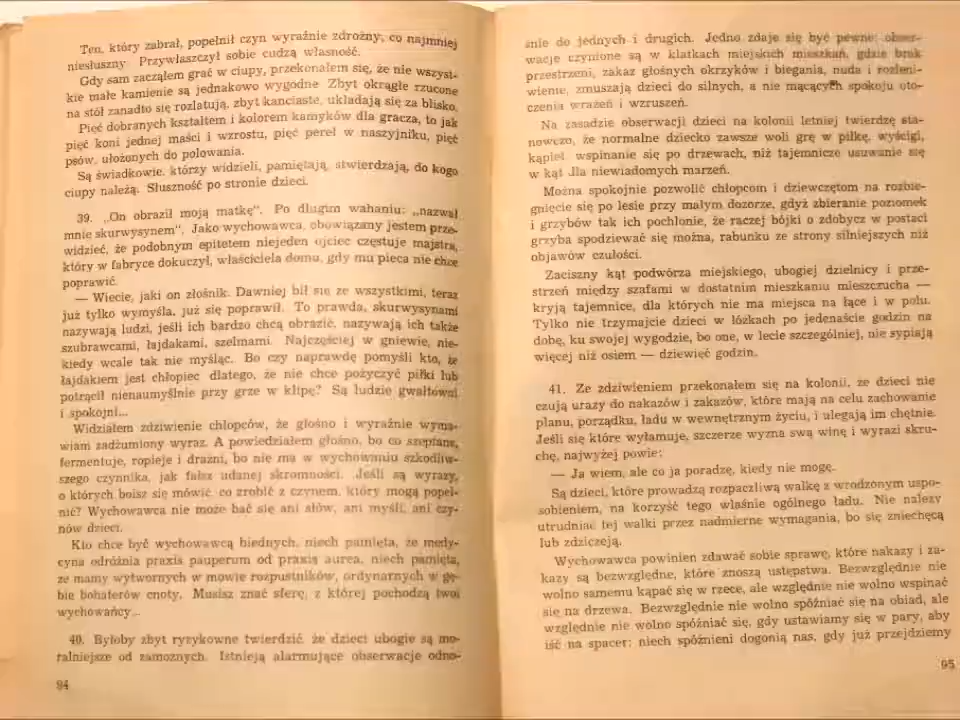 Ten, który zabrał, popełnił czyn wyraźnie zdrożny, co najmniej
niesłuszny. Przywłaszczył sobie cudzą własność.
Gdy sam zacząłem grać w ciupy, przekonałem się, że nie wszyst-
kie małe kamienie są jednakowo wygodne. Zbyt okrągłe rzucone
na stół zanadto się rozlatują, zbyt kanciaste, układają się za blisko.
Pięć dobranych kształtem i kolorem kamyków dla gracza, to jak
pięć koni jednej maści i wzrostu, pięć pereł w naszyjniku, pięć
psów, ułożonych do polowania.
Są świadkowie, którzy widzieli, pamiętają, stwierdzają, do kogo
ciupy należą. Słuszność po stronie dzieci.
39. „On obraził moją matkę“. Po długim wahaniu: „nazwał
mnie skurwysynem“. Jako wychowawca, obowiązany jestem prze-
widzieć, że podobnym epitetem niejeden ojciec częstuje majstra,
który w fabryce dokuczył, właściciela domu, gdy mu pieca nie chce
poprawić.
— Wiecie, jaki on złośnik. Dawniej bił się ze wszystkimi, teraz
już tylko wymyśla, już się poprawił. To prawda, skurwysynami
nazywają ludzi, jeśli ich bardzo chcą obrazić, nazywają ich także
szubrawcami, łajdakami, szelmami. Najczęściej w gniewie, nie-
kiedy wcale tak nie myśląc. Bo czy naprawdę pomyśli kto, że
łajdakiem jest chłopiec dlatego, że nie chce pożyczyć piłki lub
potrącił nienaumyślnie przy grze w klipę? Są ludzie gwałtowni
i spokojni...
Widziałem zdziwienie chłopców, że głośno i wyraźnie wyma-
wiam zadżumiony wyraz. A powiedziałem głośno, bo co szeptane,
fermentuje, ropieje i drażni, bo nie ma w wychowaniu szkodliw-
szego czynnika, jak fałsz udanej skromności. Jeśli są wyrazy,
o których boisz się mówić, co zrobić z czynem, który mogą popeł-
nić? Wychowawca nie może bać się ani słów, ani myśli, ani czy-
nów dzieci.
Kto chce być wychowawcą biednych, niech pamięta, że medy-
cyna odróżnia praxis pauperum od praxis aurea, niech pamięta,
że mamy wytwornych w mowie rozpustników, ordynarnych w gę-
bie bohaterów cnoty. Musisz znać sferę, z której pochodzą twoi
wychowańcy...
40. Byłoby zbyt ryzykowne twierdzić, że dzieci ubogie są mo-
ralniejsze od zamożnych. Istnieją alarmujące obserwacje odno-
94
śnie do jednych i drugich. Jedno zdaje się być pewne: obser-
wacje czynione są w klatkach miejskich mieszkań, gdzie brak
przestrzeni, zakaz głośnych okrzyków i biegania, nuda i rozleni-
wienie, zmuszają dzieci do silnych, a nie mącących spokoju oto-
czenia wrażeń i wzruszeń.
Na zasadzie obserwacji dzieci na kolonii letniej twierdzę sta-
nowczo, że normalne dziecko zawsze woli grę w piłkę, wyścigi,
kąpiel, wspinanie się po drzewach, niż tajemnicze usuwanie się
w kąt dla niewiadomych marzeń.
Można spokojnie pozwolić chłopcom i dziewczętom na rozbie-
gnięcie się po lesie przy małym dozorze, gdyż zbieranie poziomek
i grzybów tak ich pochłonie, że raczej bójki o zdobycz w postaci
grzyba spodziewać się można, rabunku ze strony silniejszych niż
objawów czułości.
Zaciszny kąt podwórza miejskiego, ubogiej dzielnicy i prze-
strzeń między szafami w dostatnim mieszkaniu mieszczucha —
kryją tajemnice, dla których nie ma miejsca na łące i w polu.
Tylko nie trzymajcie dzieci w łóżkach po jedenaście godzin na
dobę, ku swojej wygodzie, bo one, w lecie szczególniej, nie sypiają
więcej niż osiem — dziewięć godzin.
41. Ze zdziwieniem przekonałem się na kolonii, że dzieci nie
czują urazy do nakazów i zakazów, które mają na celu zachowanie
planu, porządku, ładu w wewnętrznym życiu, i ulegają im chętnie.
Jeśli się które wyłamuje, szczerze wyzna swą winę i wyrazi skru-
chę, najwyżej powie:
— Ja wiem, ale co ja poradzę, kiedy nie mogę.
Są dzieci, które prowadzą rozpaczliwą walkę z wrodzonym uspo-
sobieniem, na korzyść tego właśnie ogólnego ładu. Nie należy
utrudniać tej walki przez nadmierne wymagania, bo się zniechęcą
lub zdziczeją.
Wychowawca powinien zdawać sobie sprawę, które nakazy i za-
kazy są bezwzględne, które znoszą ustępstwa. Bezwzględnie nie
wolno samemu kąpać się w rzece, ale względnie nie wolno wspinać
się na drzewa. Bezwzględnie nie wolno spóźniać się na obiad, ale
względnie nie wolno spóźniać się, gdy ustawiamy się w pary, aby
iść na spacer; niech spóźnieni dogonią nas, gdy już przejdziemy
95